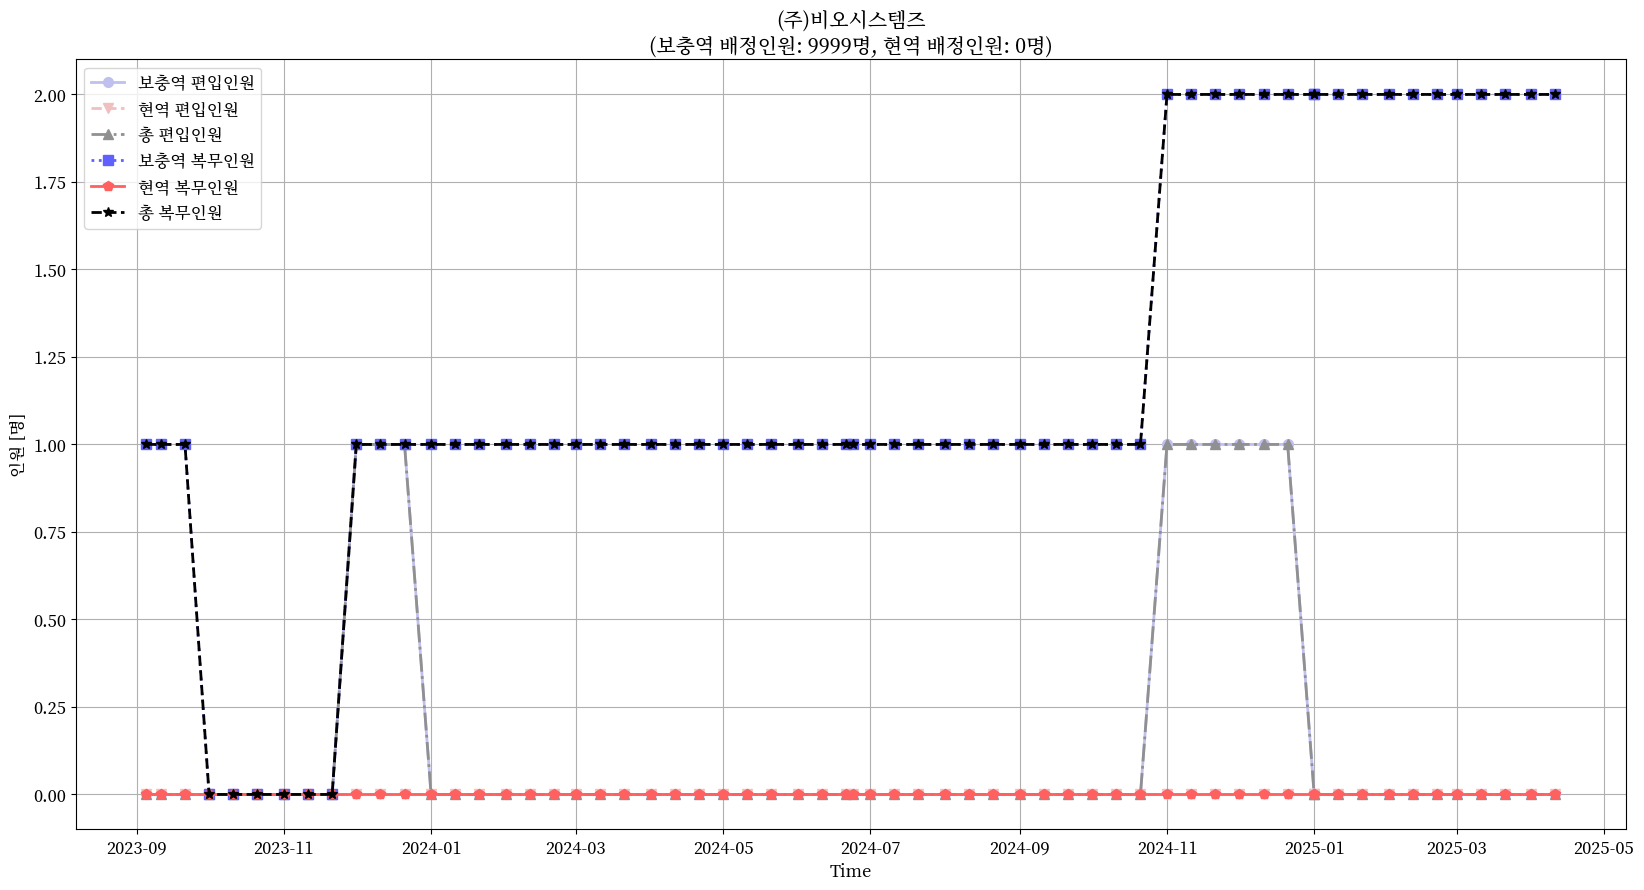 (주)비오시스템즈
(보충역 배정인원: 9999명, 현역 배정인원: 0명)
보충역 편입인원
현역 편입인원
총 편입인원
보충역 복무인원
현역 복무인원
총 복무인원
2.00
1.75
1.50
1.25
1.00
0.75
0.50
0.25
0.00
인원 [명]
2023-09 2023-11 2024-01 2024-03 2024-05 2024-07 2024-09 2024-11 2025-01 2025-03 2025-05
Time